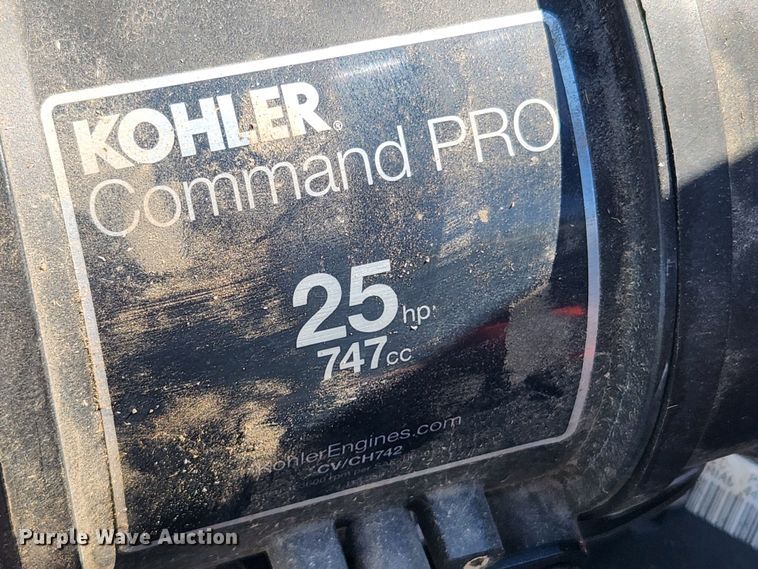 KOHLER®
Command PRO
25 hp
747 cc
KohlerEngines.com
CV/CH742
Purple Wave Auction